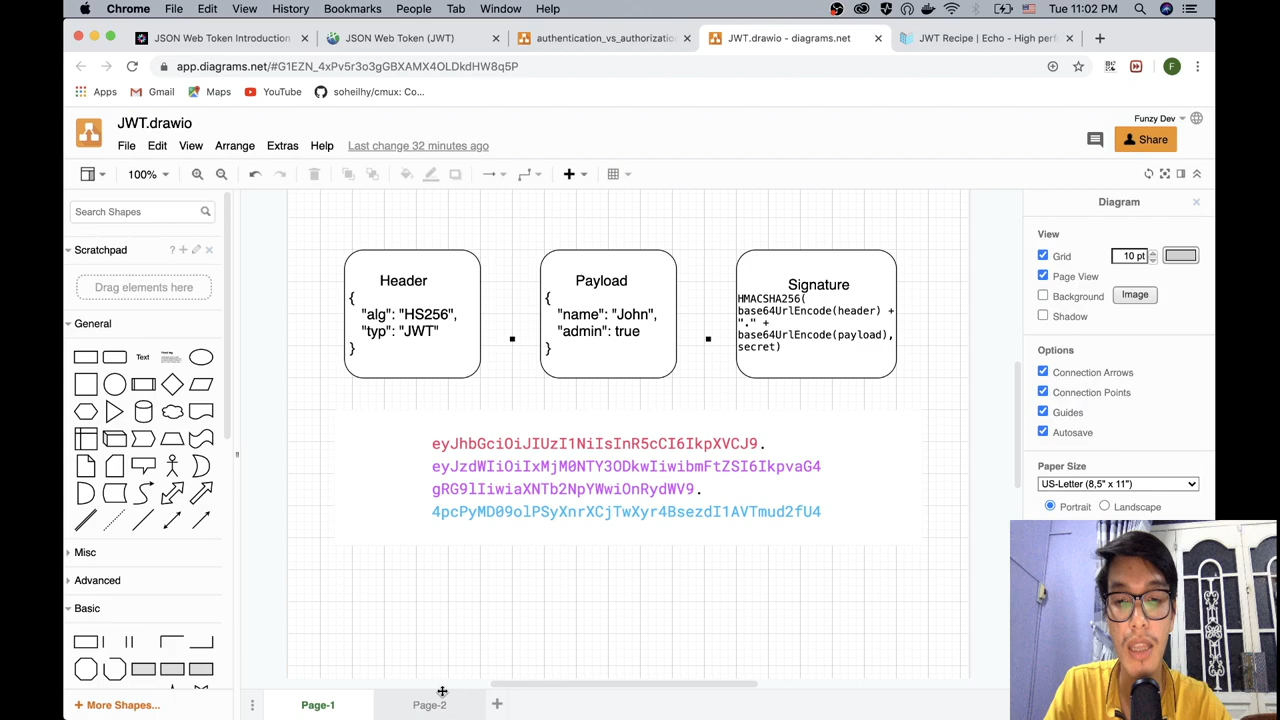 Chrome File Edit View History Bookmarks People Tab Window Help Tue 11:02 PM
JSON Web Token Introduction
JSON Web Token (JWT)
authentication_vs_authorizatio
JWT.drawio - diagrams.net
JWT Recipe | Echo - High perf
app.diagrams.net/#G1EZN_4xPv5r3o3gGBXAMX4OLDkdHW8q5P
F
Apps Gmail Maps YouTube soheilhy/cmux: Co...
JWT.drawio
Funzy Dev
File Edit View Arrange Extras Help Last change 32 minutes ago
Share
100%
Search Shapes
Scratchpad
?
Drag elements here
General
Text
Misc
Advanced
Basic
+ More Shapes...
Header
{
"alg": "HS256",
"typ": "JWT"
}
.
Payload
{
"name": "John",
"admin": true
}
.
Signature
HMACSHA256(
base64UrlEncode(header) +
"." +
base64UrlEncode(payload),
secret)
eyJhbGciOiJIUzI1NiIsInR5cCI6IkpXVCJ9.
eyJzdWIiOiIxMjM0NTY3ODkwIiwibmFtZSI6IkpvaG4
gRG9lIiwiaXNTb2NpYWwiOnRydWV9.
4pcPyMD09olPSyXnrXCjTwXyr4BsezdI1AVTmud2fU4
Diagram
View
Grid 10 pt
Page View
Background Image
Shadow
Options
Connection Arrows
Connection Points
Guides
Autosave
Paper Size
US-Letter (8,5" x 11")
Portrait Landscape
Page-1 Page-2